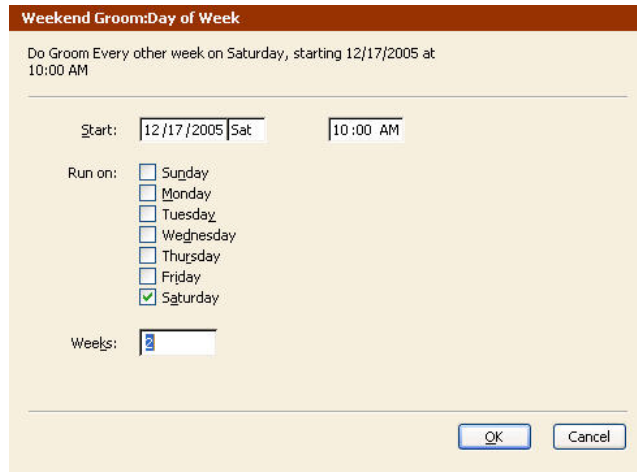 Weekend Groom:Day of Week
Do Groom Every other week on Saturday, starting 12/17/2005 at
10:00 AM
Start: 12/17/2005 Sat 10:00 AM
Run on: Sunday
Monday
Tuesday
Wednesday
Thursday
Friday
Saturday
Weeks: 2
OK Cancel